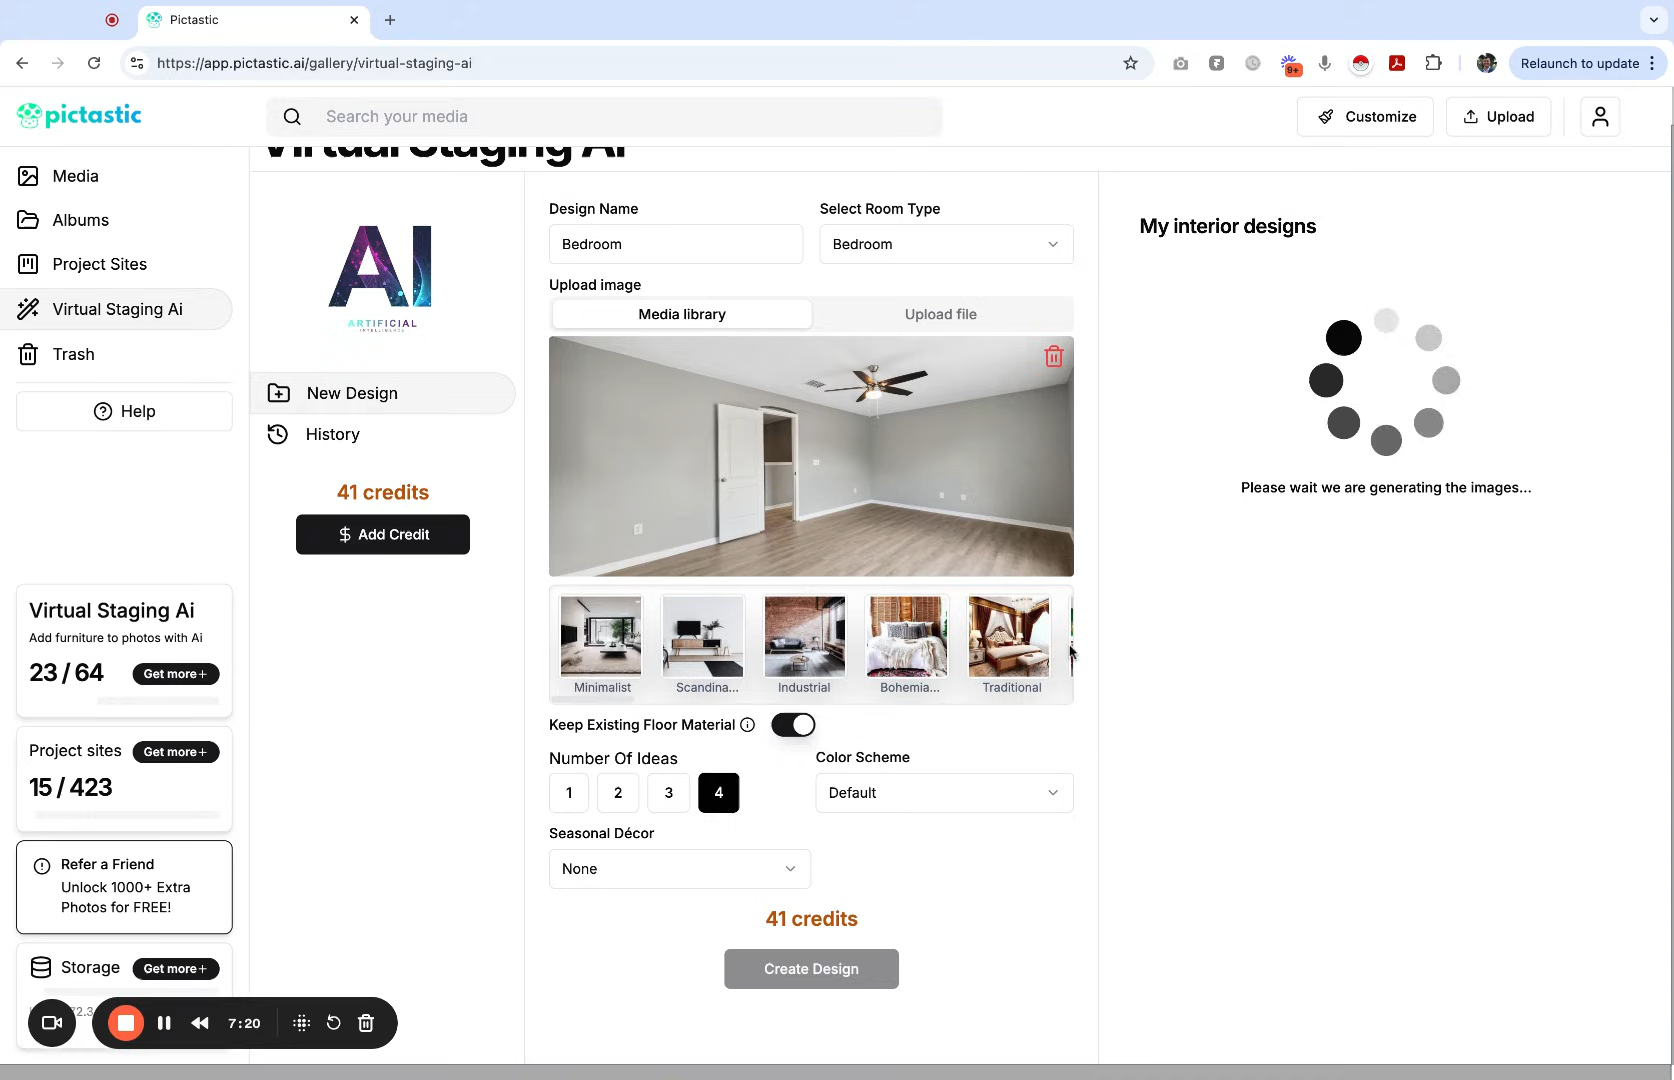 Pictastic
https://app.pictastic.ai/gallery/virtual-staging-ai
9+
Relaunch to update
pictastic
Search your media
Customize
Upload
Virtual Staging Ai
Media
Albums
Project Sites
Virtual Staging Ai
Trash
Help
AI
ARTIFICIAL
INTELLIGENCE
New Design
History
41 credits
$ Add Credit
Design Name
Select Room Type
Bedroom
Bedroom
Upload image
Media library
Upload file
Minimalist
Scandina...
Industrial
Bohemia...
Traditional
Keep Existing Floor Material
Number Of Ideas
Color Scheme
1
2
3
4
Default
Seasonal Décor
None
41 credits
Create Design
My interior designs
Please wait we are generating the images...
Virtual Staging Ai
Add furniture to photos with Ai
23 / 64
Get more+
Project sites
Get more+
15 / 423
Refer a Friend
Unlock 1000+ Extra
Photos for FREE!
Storage
Get more+
7:20